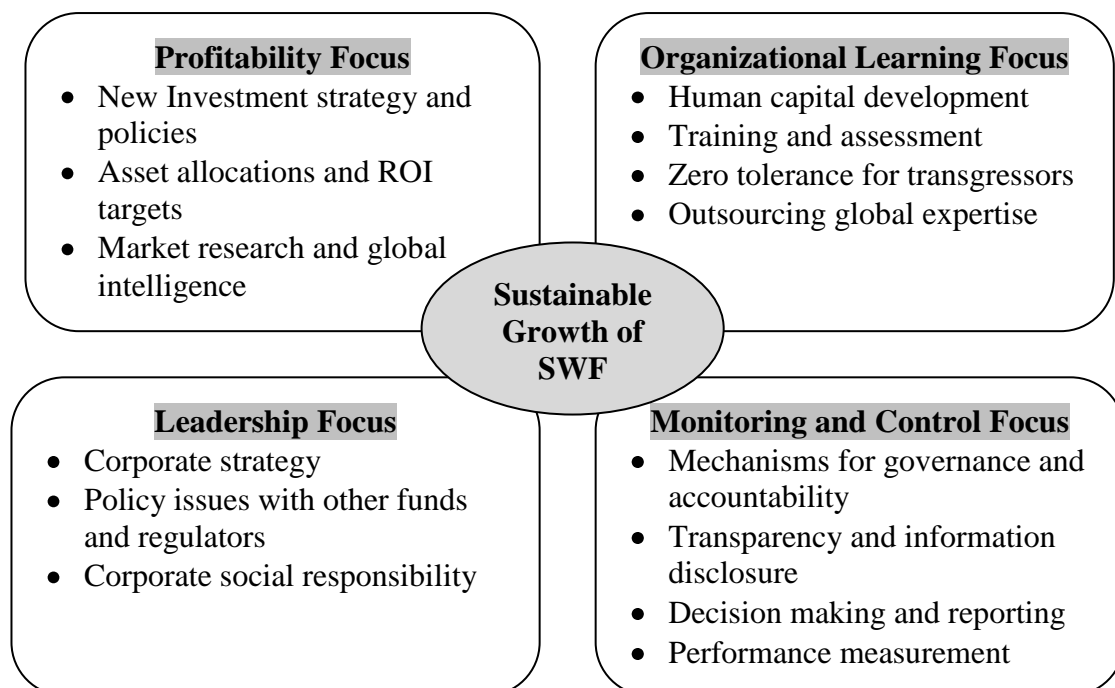 Profitability Focus
• New Investment strategy and
policies
• Asset allocations and ROI
targets
• Market research and global
intelligence
Organizational Learning Focus
• Human capital development
• Training and assessment
• Zero tolerance for transgressors
• Outsourcing global expertise
Sustainable
Growth of
SWF
Leadership Focus
• Corporate strategy
• Policy issues with other funds
and regulators
• Corporate social responsibility
Monitoring and Control Focus
• Mechanisms for governance and
accountability
• Transparency and information
disclosure
• Decision making and reporting
• Performance measurement